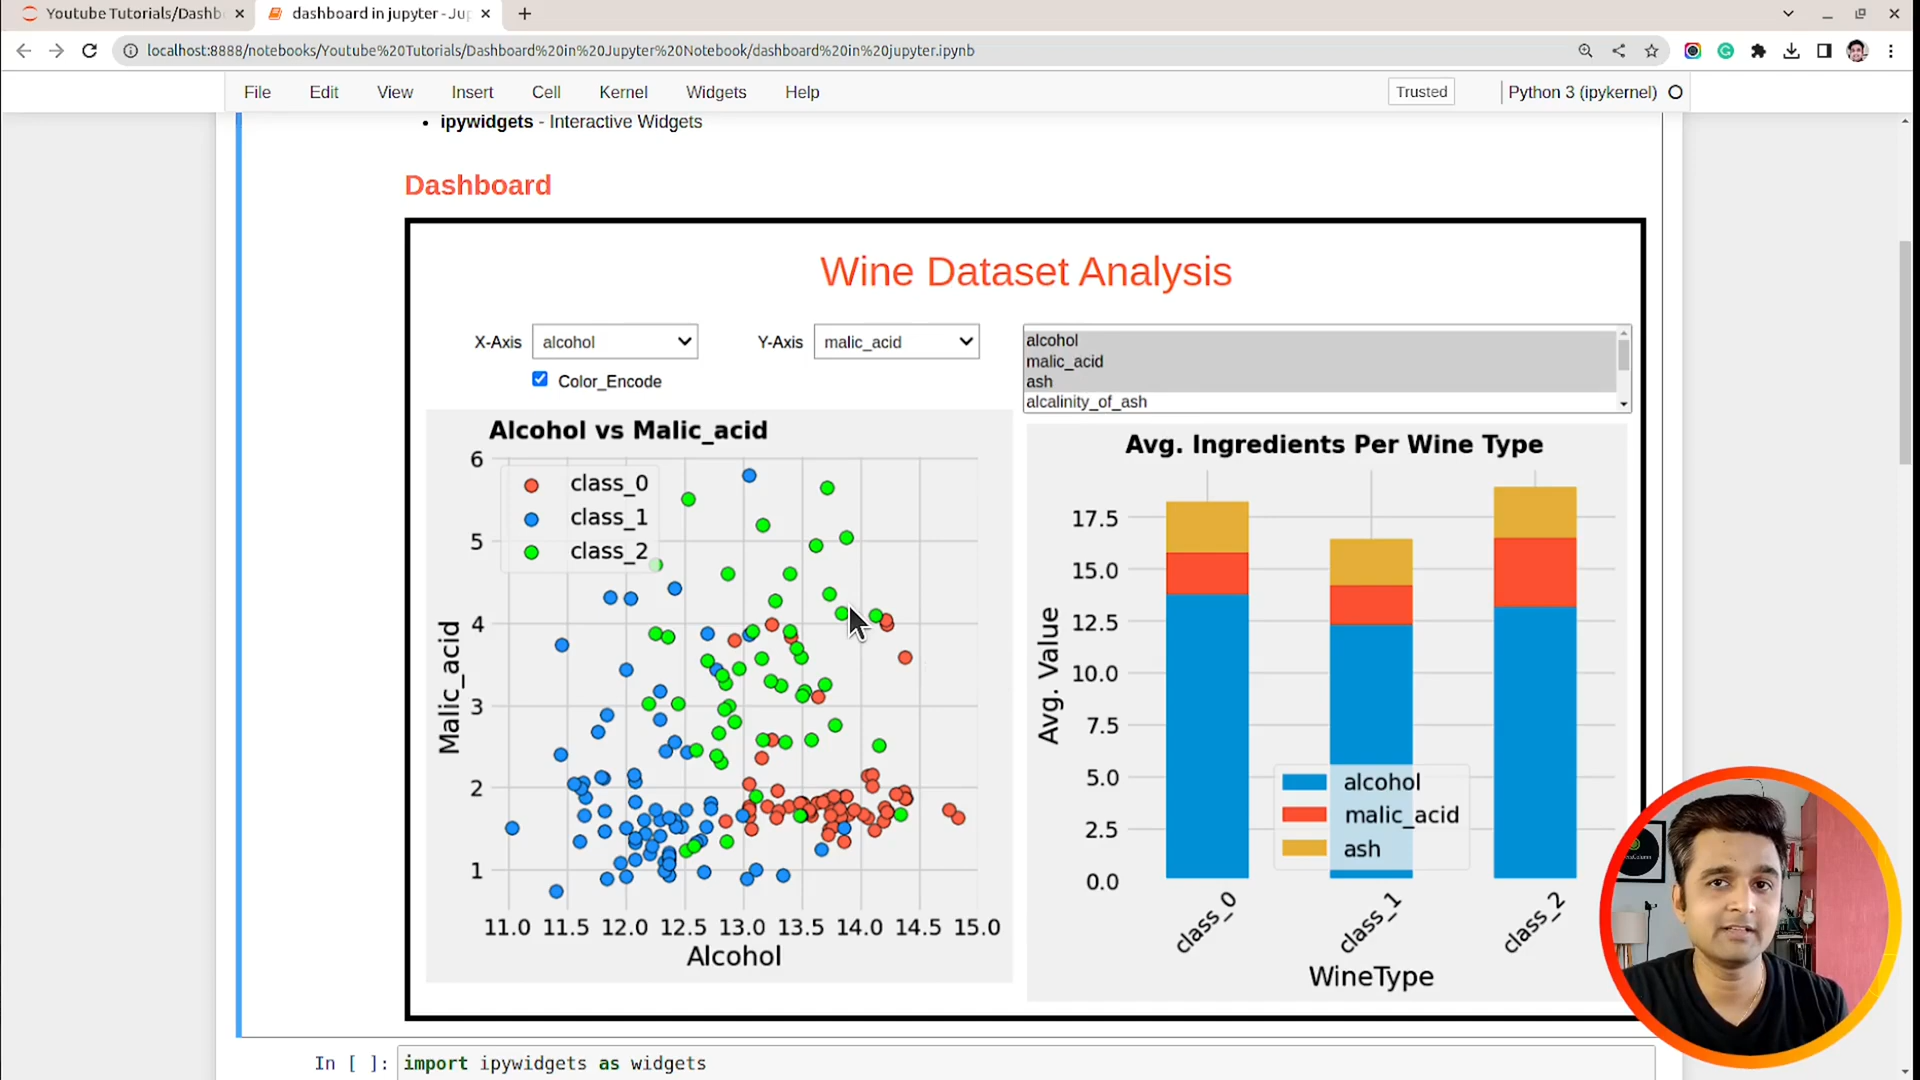 Youtube Tutorials/Dashb
dashboard in jupyter - Jup
localhost:8888/notebooks/Youtube%20Tutorials/Dashboard%20in%20Jupyter%20Notebook/dashboard%20in%20jupyter.ipynb
File Edit View Insert Cell Kernel Widgets Help
Trusted
Python 3 (ipykernel)
• ipywidgets - Interactive Widgets
Dashboard
Wine Dataset Analysis
X-Axis alcohol
Y-Axis malic_acid
Color_Encode
alcohol
malic_acid
ash
alcalinity_of_ash
Alcohol vs Malic_acid
class_0
class_1
class_2
6
5
4
3
2
1
Malic_acid
11.0 11.5 12.0 12.5 13.0 13.5 14.0 14.5 15.0
Alcohol
Avg. Ingredients Per Wine Type
17.5
15.0
12.5
10.0
7.5
5.0
2.5
0.0
Avg. Value
alcohol
malic_acid
ash
class_0
class_1
class_2
WineType
In [ ]: import ipywidgets as widgets